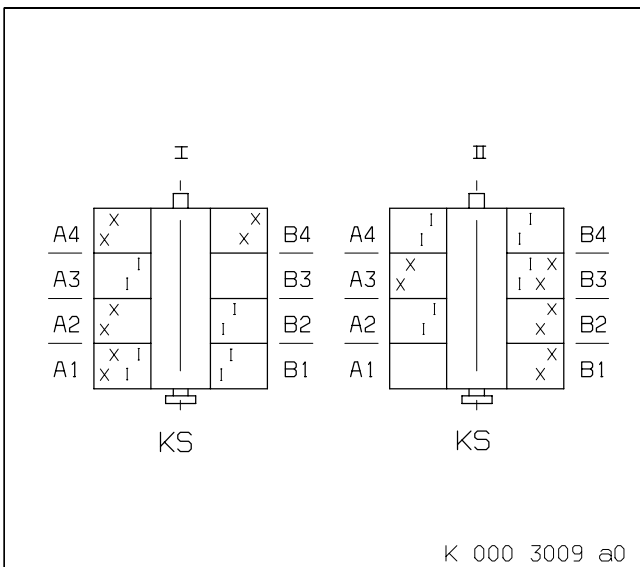 I II
A4 X X X X B4 A4 I I I I B4
A3 I I B3 A3 X X I X I X B3
A2 X X I I B2 A2 I I X X B2
A1 X I X I I I B1 A1 X X B1
KS KS
K 000 3009 a0